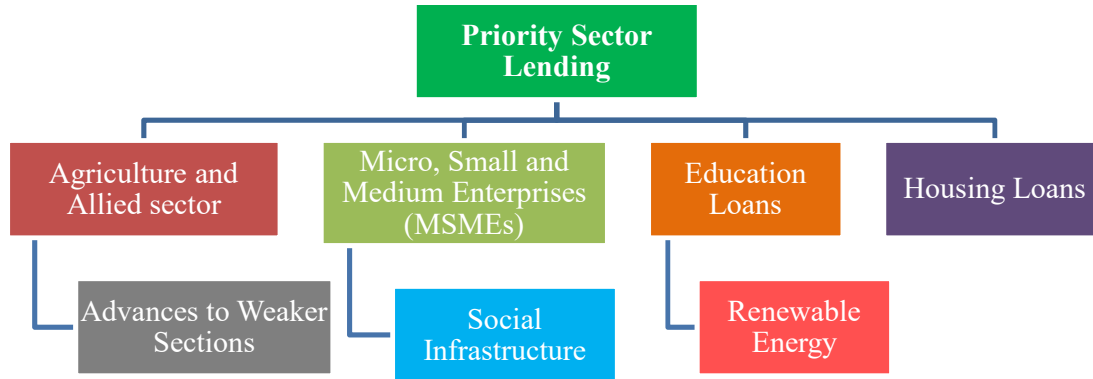 Priority Sector
Lending
Agriculture and
Allied sector
Micro, Small and
Medium Enterprises
(MSMEs)
Education
Loans
Housing Loans
Advances to Weaker
Sections
Social
Infrastructure
Renewable
Energy